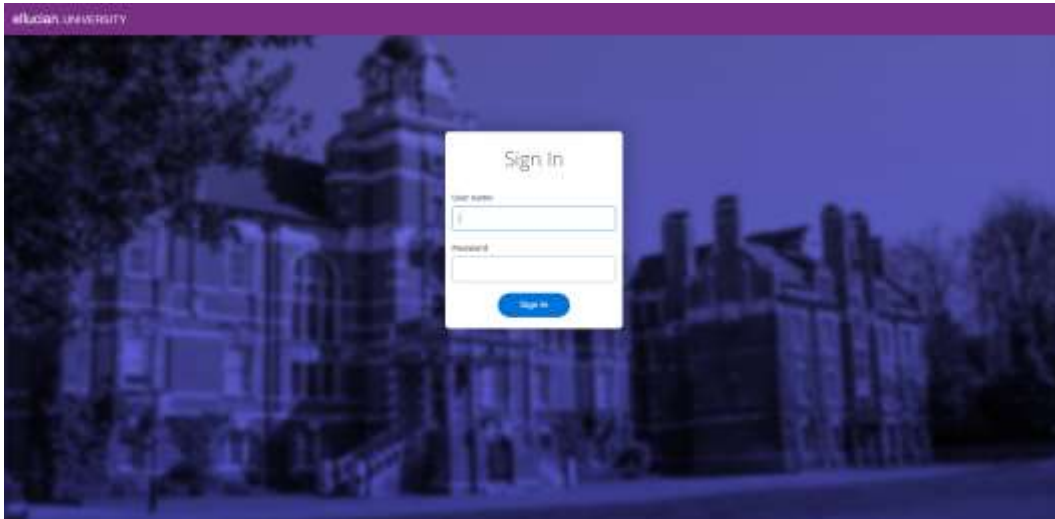 ellucian. UNIVERSITY
Sign In
User name
Password
Sign In